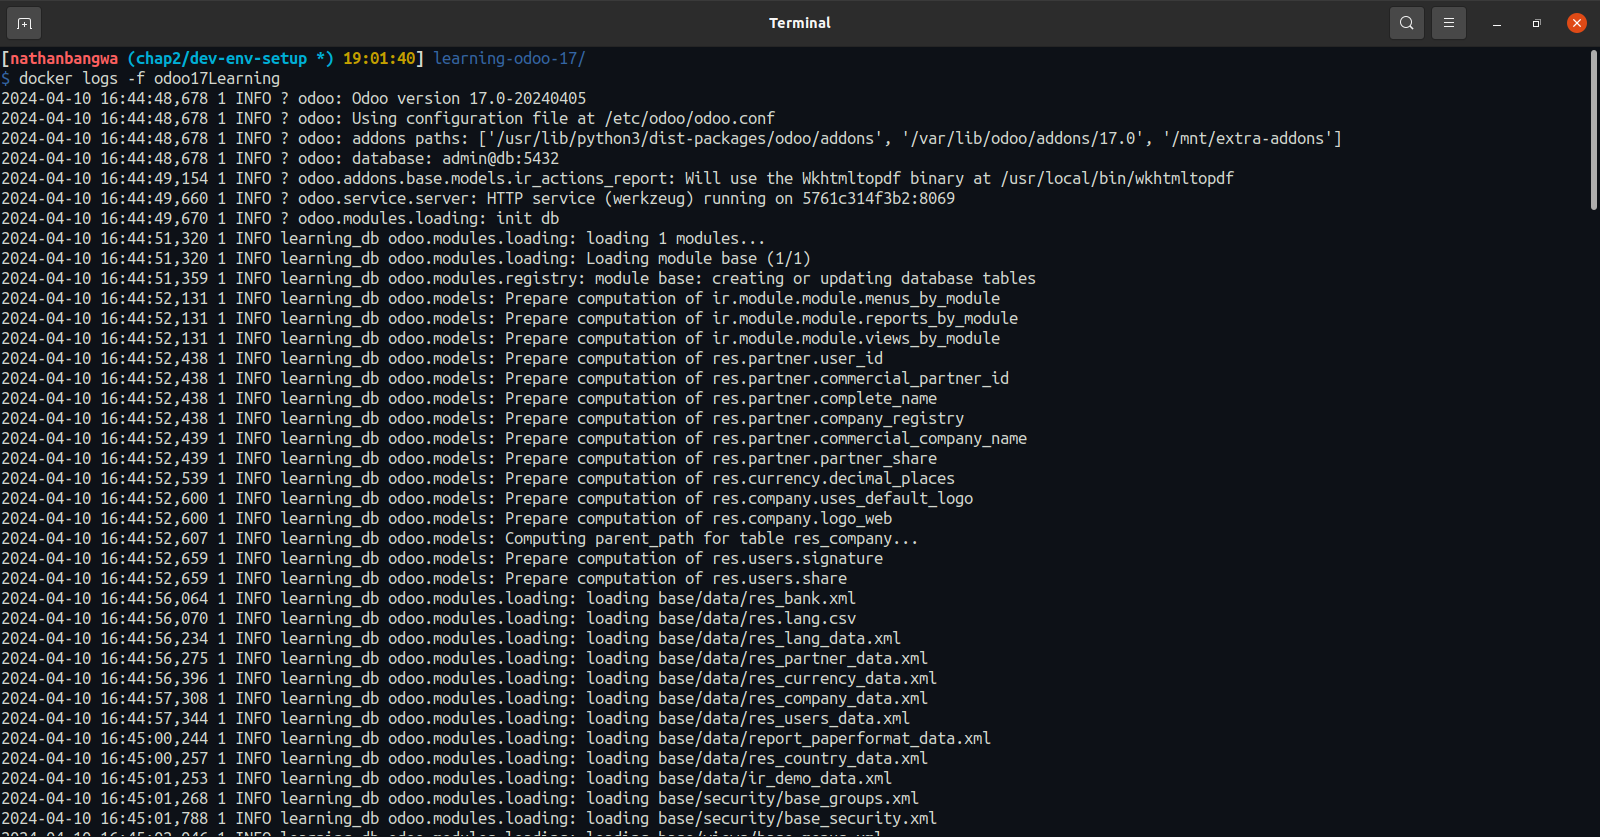 Terminal
[nathanbangwa (chap2/dev-env-setup *) 19:01:40] learning-odoo-17/
$ docker logs -f odoo17Learning
2024-04-10 16:44:48,678 1 INFO ? odoo: Odoo version 17.0-20240405
2024-04-10 16:44:48,678 1 INFO ? odoo: Using configuration file at /etc/odoo/odoo.conf
2024-04-10 16:44:48,678 1 INFO ? odoo: addons paths: ['/usr/lib/python3/dist-packages/odoo/addons', '/var/lib/odoo/addons/17.0', '/mnt/extra-addons']
2024-04-10 16:44:48,678 1 INFO ? odoo: database: admin@db:5432
2024-04-10 16:44:49,154 1 INFO ? odoo.addons.base.models.ir_actions_report: Will use the Wkhtmltopdf binary at /usr/local/bin/wkhtmltopdf
2024-04-10 16:44:49,660 1 INFO ? odoo.service.server: HTTP service (werkzeug) running on 5761c314f3b2:8069
2024-04-10 16:44:49,670 1 INFO ? odoo.modules.loading: init db
2024-04-10 16:44:51,320 1 INFO learning_db odoo.modules.loading: loading 1 modules...
2024-04-10 16:44:51,320 1 INFO learning_db odoo.modules.loading: Loading module base (1/1)
2024-04-10 16:44:51,359 1 INFO learning_db odoo.modules.registry: module base: creating or updating database tables
2024-04-10 16:44:52,131 1 INFO learning_db odoo.models: Prepare computation of ir.module.module.menus_by_module
2024-04-10 16:44:52,131 1 INFO learning_db odoo.models: Prepare computation of ir.module.module.reports_by_module
2024-04-10 16:44:52,131 1 INFO learning_db odoo.models: Prepare computation of ir.module.module.views_by_module
2024-04-10 16:44:52,438 1 INFO learning_db odoo.models: Prepare computation of res.partner.user_id
2024-04-10 16:44:52,438 1 INFO learning_db odoo.models: Prepare computation of res.partner.commercial_partner_id
2024-04-10 16:44:52,438 1 INFO learning_db odoo.models: Prepare computation of res.partner.complete_name
2024-04-10 16:44:52,438 1 INFO learning_db odoo.models: Prepare computation of res.partner.company_registry
2024-04-10 16:44:52,439 1 INFO learning_db odoo.models: Prepare computation of res.partner.commercial_company_name
2024-04-10 16:44:52,439 1 INFO learning_db odoo.models: Prepare computation of res.partner.partner_share
2024-04-10 16:44:52,539 1 INFO learning_db odoo.models: Prepare computation of res.currency.decimal_places
2024-04-10 16:44:52,600 1 INFO learning_db odoo.models: Prepare computation of res.company.uses_default_logo
2024-04-10 16:44:52,600 1 INFO learning_db odoo.models: Prepare computation of res.company.logo_web
2024-04-10 16:44:52,607 1 INFO learning_db odoo.models: Computing parent_path for table res_company...
2024-04-10 16:44:52,659 1 INFO learning_db odoo.models: Prepare computation of res.users.signature
2024-04-10 16:44:52,659 1 INFO learning_db odoo.models: Prepare computation of res.users.share
2024-04-10 16:44:56,064 1 INFO learning_db odoo.modules.loading: loading base/data/res_bank.xml
2024-04-10 16:44:56,070 1 INFO learning_db odoo.modules.loading: loading base/data/res.lang.csv
2024-04-10 16:44:56,234 1 INFO learning_db odoo.modules.loading: loading base/data/res_lang_data.xml
2024-04-10 16:44:56,275 1 INFO learning_db odoo.modules.loading: loading base/data/res_partner_data.xml
2024-04-10 16:44:56,396 1 INFO learning_db odoo.modules.loading: loading base/data/res_currency_data.xml
2024-04-10 16:44:57,308 1 INFO learning_db odoo.modules.loading: loading base/data/res_company_data.xml
2024-04-10 16:44:57,344 1 INFO learning_db odoo.modules.loading: loading base/data/res_users_data.xml
2024-04-10 16:45:00,244 1 INFO learning_db odoo.modules.loading: loading base/data/report_paperformat_data.xml
2024-04-10 16:45:00,257 1 INFO learning_db odoo.modules.loading: loading base/data/res_country_data.xml
2024-04-10 16:45:01,253 1 INFO learning_db odoo.modules.loading: loading base/data/ir_demo_data.xml
2024-04-10 16:45:01,268 1 INFO learning_db odoo.modules.loading: loading base/security/base_groups.xml
2024-04-10 16:45:01,788 1 INFO learning_db odoo.modules.loading: loading base/security/base_security.xml